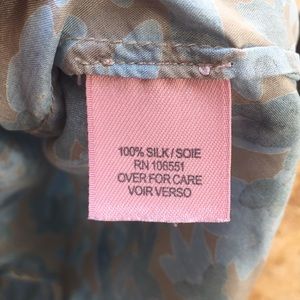 100% SILK / SOIE
RN 106551
OVER FOR CARE
VOIR VERSO